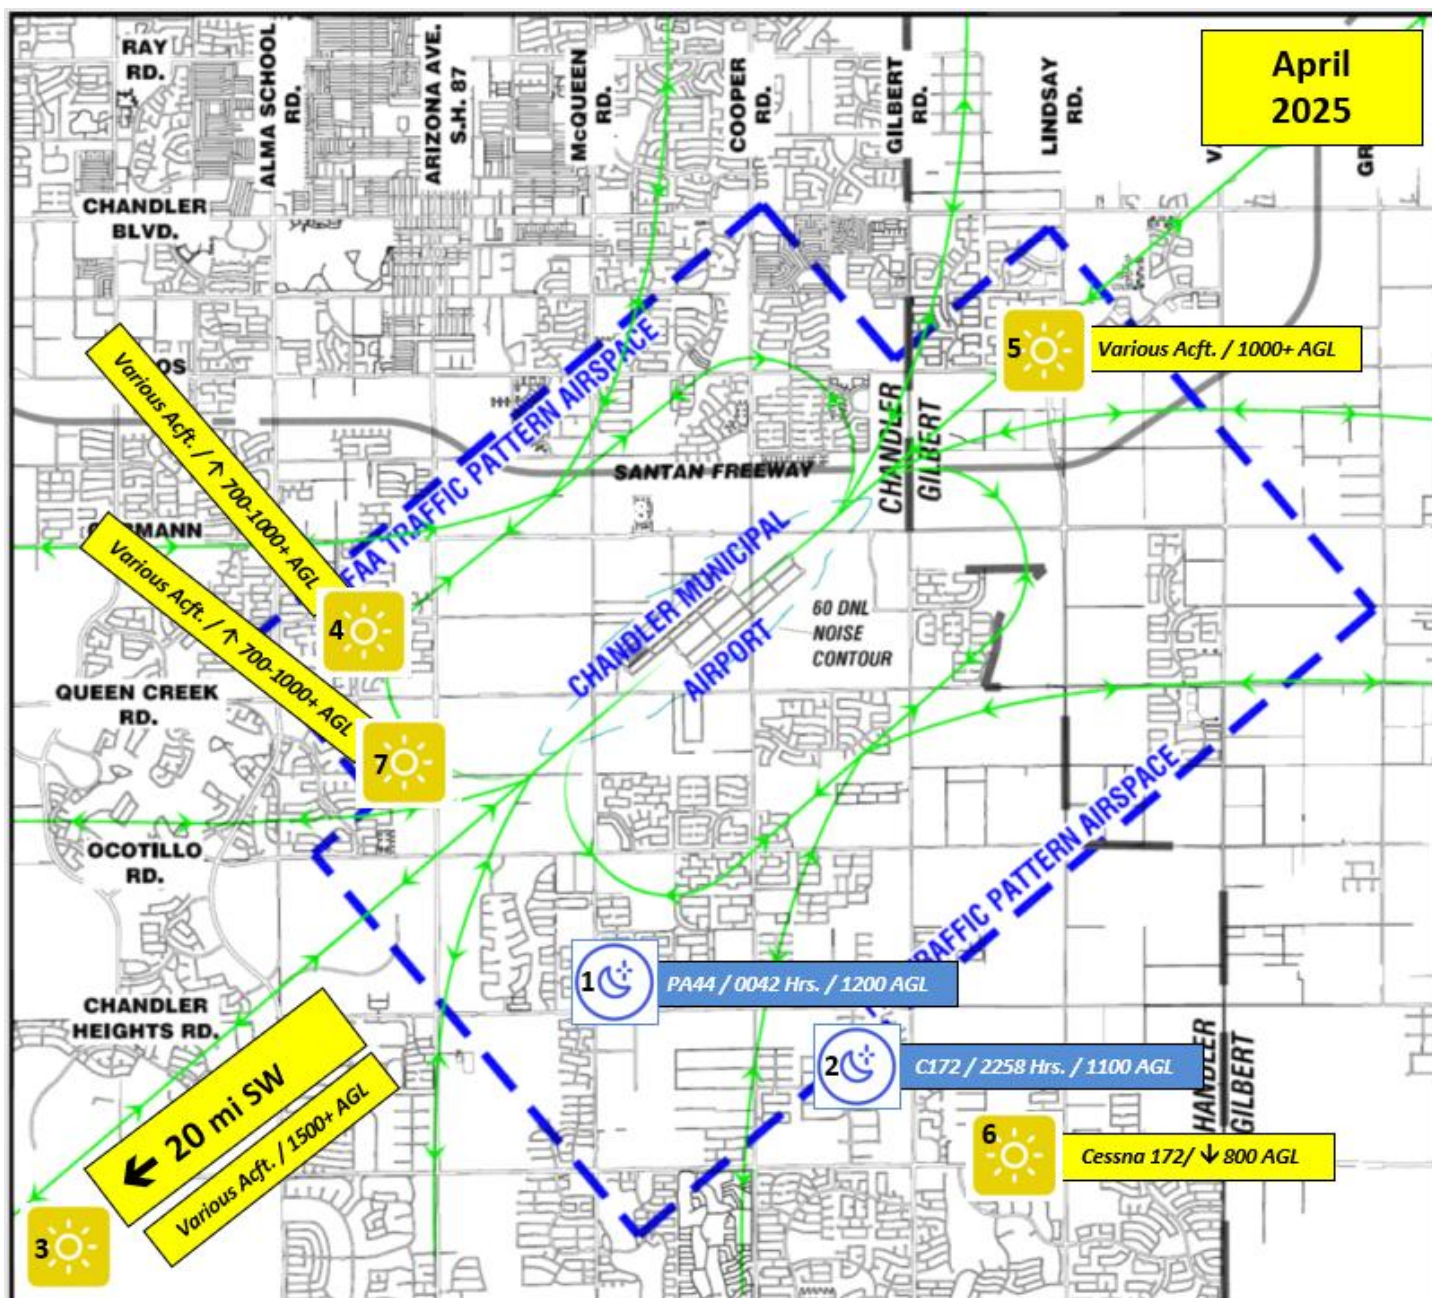 April
2025
RAY
RD.
ALMA SCHOOL
RD.
ARIZONA AVE.
S.H. 87
McQUEEN
RD.
COOPER
RD.
GILBERT
RD.
LINDSAY
RD.
CHANDLER
BLVD.
5
Various Acft. / 1000+ AGL
Various Acft. / ↑ 700-1000+ AGL
4
FAA TRAFFIC PATTERN AIRSPACE
SANTAN FREEWAY
CHANDLER
GILBERT
CHANDLER MUNICIPAL
AIRPORT
60 DNL
NOISE
CONTOUR
Various Acft. / ↑ 700-1000+ AGL
7
QUEEN CREEK
RD.
OCOTILLO
RD.
TRAFFIC PATTERN AIRSPACE
1
PA44 / 0042 Hrs. / 1200 AGL
CHANDLER
HEIGHTS RD.
2
C172 / 2258 Hrs. / 1100 AGL
HANDLER
GILBERT
← 20 mi SW
Various Acft. / 1500+ AGL
3
6
Cessna 172/ ↓ 800 AGL